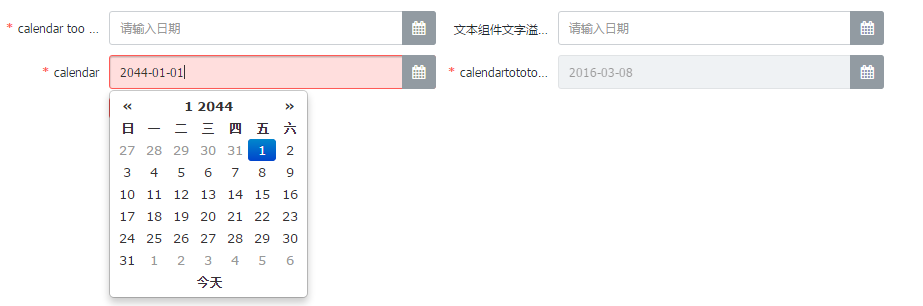 * calendar too ... 请输入日期 文本组件文字溢... 请输入日期
* calendar 2044-01-01 * calendartototo... 2016-03-08
« 1 2044 »
日 一 二 三 四 五 六
27 28 29 30 31 1 2
3 4 5 6 7 8 9
10 11 12 13 14 15 16
17 18 19 20 21 22 23
24 25 26 27 28 29 30
31 1 2 3 4 5 6
今天